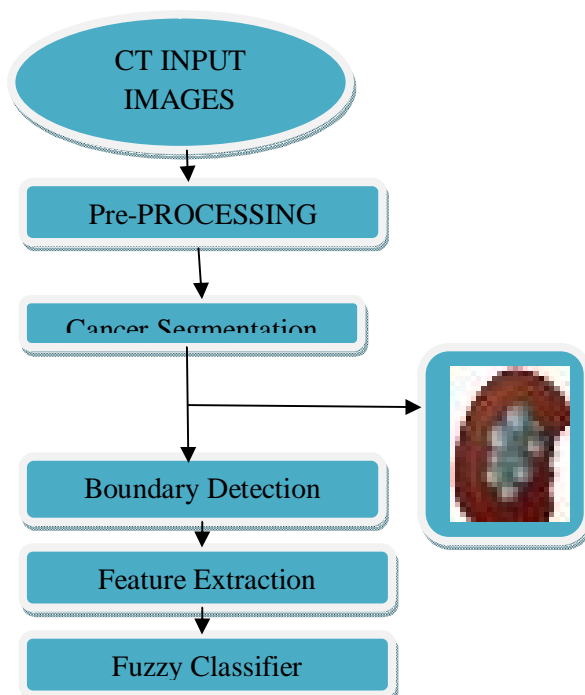 CT INPUT
IMAGES
Pre-PROCESSING
Cancer Segmentation
Boundary Detection
Feature Extraction
Fuzzy Classifier